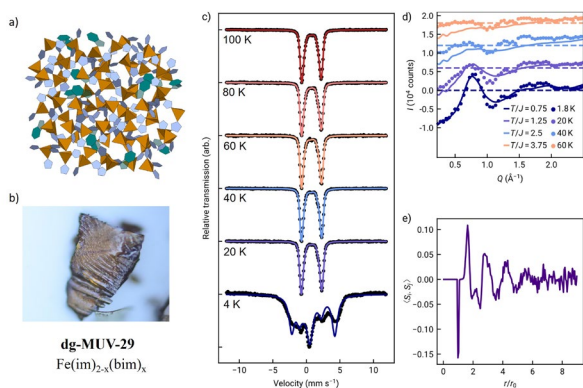 a)
b)
dg-MUV-29
Fe(im)2-x(bim)x
c)
Relative transmission (arb.)
100 K
80 K
60 K
40 K
20 K
4 K
-10 -5 0 5 10
Velocity (mm s⁻¹)
d)
I (10⁴ counts)
2.0
1.5
1.0
0.5
0.0
-0.5
-1.0
T/J = 0.75 1.8 K
T/J = 1.25 20 K
T/J = 2.5 40 K
T/J = 3.75 60 K
0.5 1.0 1.5 2.0
Q (Å⁻¹)
e)
⟨Sᵢ Sⱼ⟩
0.10
0.05
0.00
-0.05
-0.10
-0.15
0 2 4 6 8
r/r₀